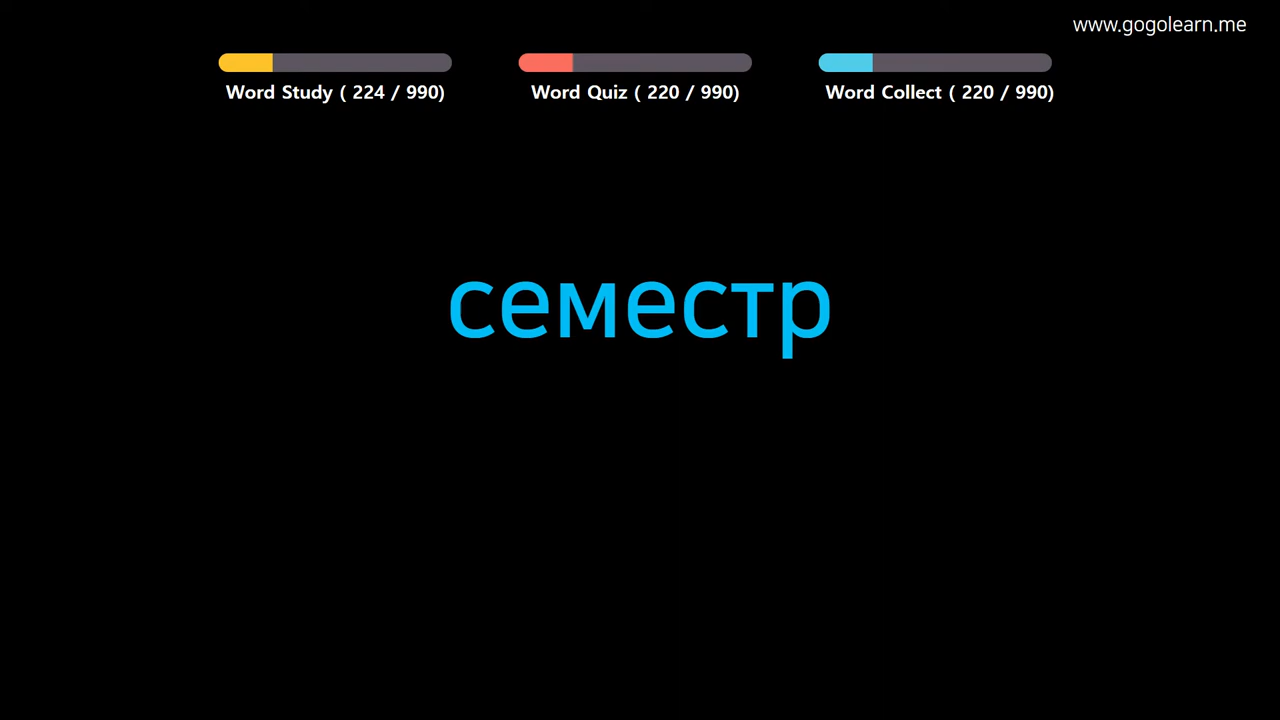 www.gogolearn.me
Word Study ( 224 / 990)
Word Quiz ( 220 / 990)
Word Collect ( 220 / 990)
семестр